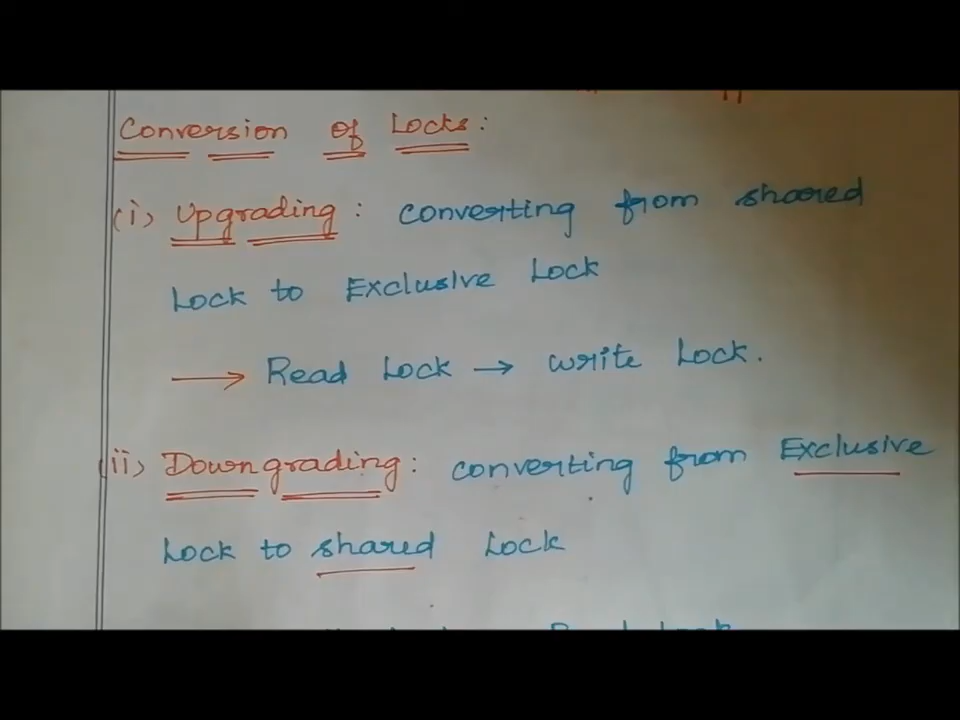 Conversion of Locks:
(i) Upgrading: converting from shared
Lock to Exclusive Lock
→ Read Lock → write Lock.
ii) Downgrading: converting from Exclusive
Lock to shared Lock